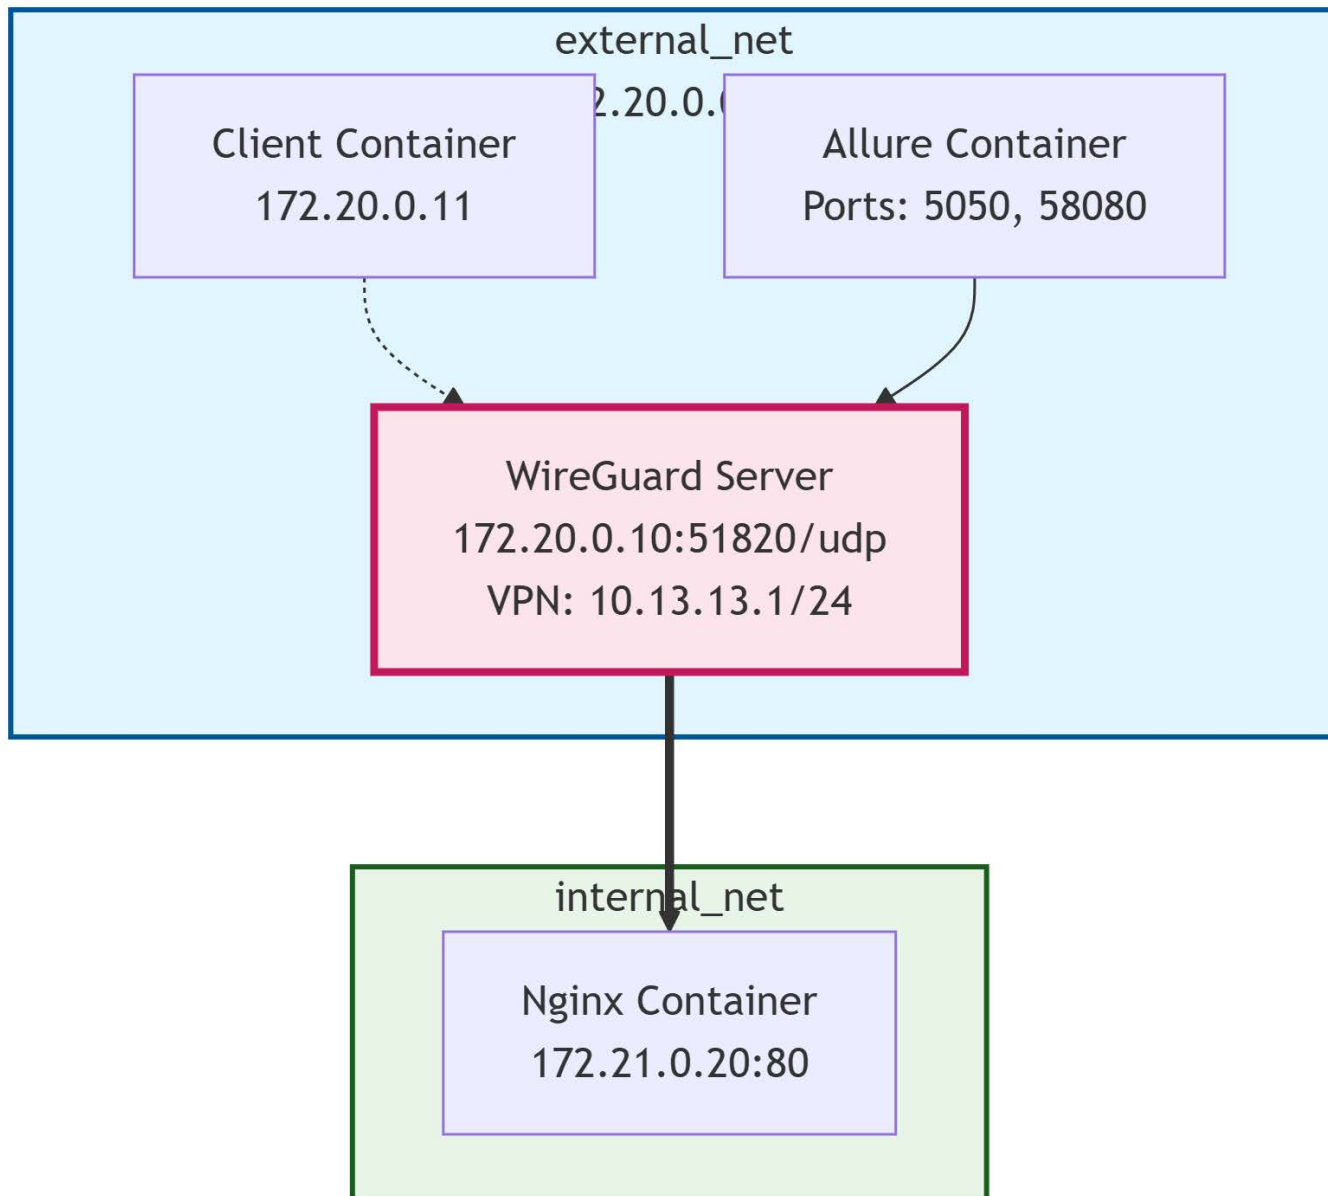 external_net
2.20.0.
Client Container
172.20.0.11
Allure Container
Ports: 5050, 58080
WireGuard Server
172.20.0.10:51820/udp
VPN: 10.13.13.1/24
internal_net
Nginx Container
172.21.0.20:80